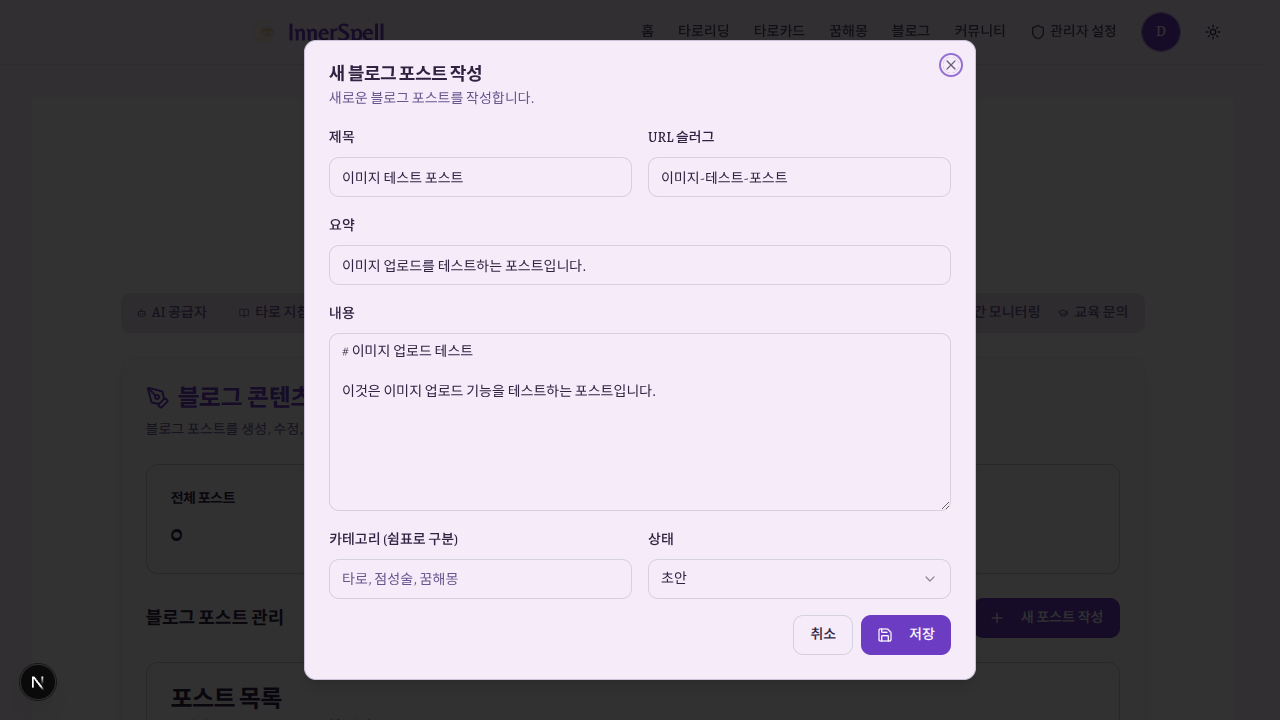 InnerSpell
홈 타로리딩 타로카드 꿈해몽 블로그 커뮤니티 관리자 설정 D
새 블로그 포스트 작성
새로운 블로그 포스트를 작성합니다.
제목
URL 슬러그
이미지 테스트 포스트
이미지-테스트-포스트
요약
이미지 업로드를 테스트하는 포스트입니다.
내용
# 이미지 업로드 테스트
이것은 이미지 업로드 기능을 테스트하는 포스트입니다.
카테고리 (쉼표로 구분)
상태
타로, 점성술, 꿈해몽
초안
취소
저장
AI 공급자
타로 지침
모니터링
교육 문의
블로그 콘텐츠
블로그 포스트를 생성, 수정,
전체 포스트
0
블로그 포스트 관리
새 포스트 작성
포스트 목록
N